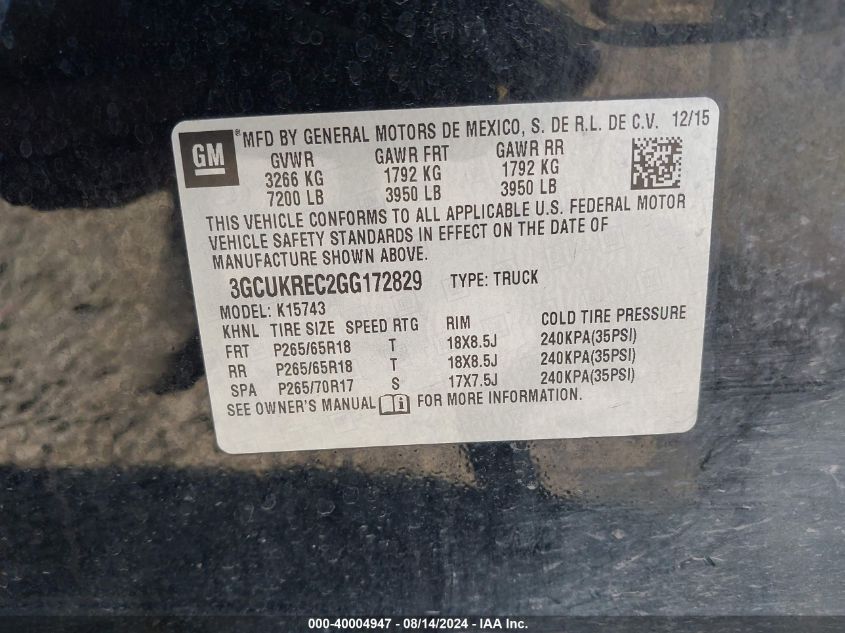 GM ® MFD BY GENERAL MOTORS DE MEXICO, S. DE R.L. DE C.V. 12/15
GVWR GAWR FRT GAWR RR
3266 KG 1792 KG 1792 KG
7200 LB 3950 LB 3950 LB
THIS VEHICLE CONFORMS TO ALL APPLICABLE U.S. FEDERAL MOTOR
VEHICLE SAFETY STANDARDS IN EFFECT ON THE DATE OF
MANUFACTURE SHOWN ABOVE.
3GCUKREC2GG172829 TYPE: TRUCK
MODEL: K15743
KHNL TIRE SIZE SPEED RTG RIM COLD TIRE PRESSURE
FRT P265/65R18 T 18X8.5J 240KPA(35PSI)
RR P265/65R18 T 18X8.5J 240KPA(35PSI)
SPA P265/70R17 S 17X7.5J 240KPA(35PSI)
SEE OWNER'S MANUAL FOR MORE INFORMATION.
000-40004947 - 08/14/2024 - IAA Inc.